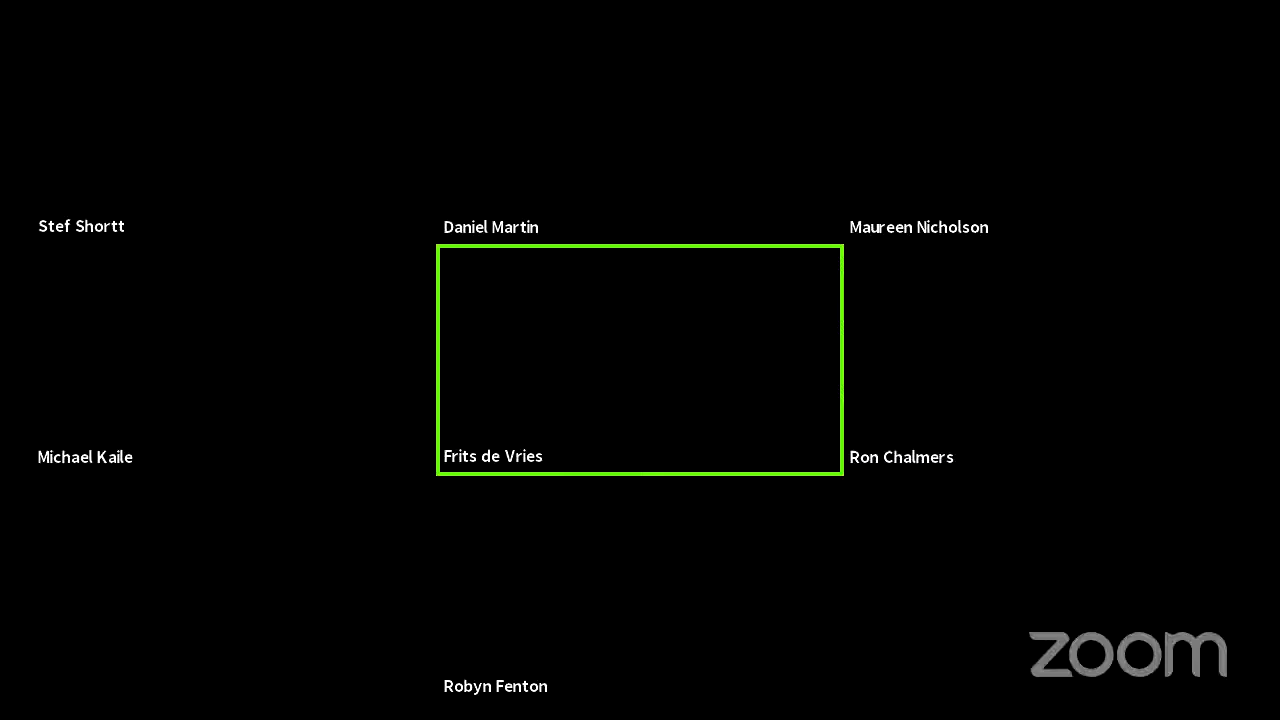 Stef Shortt
Daniel Martin
Maureen Nicholson
Michael Kaile
Frits de Vries
Ron Chalmers
Robyn Fenton
zoom